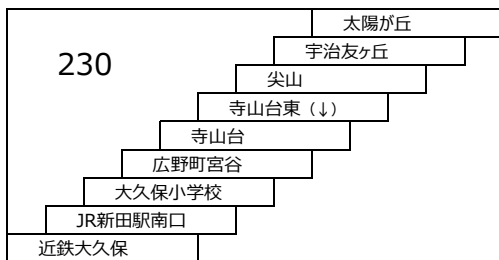 太陽が丘
宇治友ヶ丘
230
尖山
寺山台東（↓）
寺山台
広野町宮谷
大久保小学校
JR新田駅南口
近鉄大久保